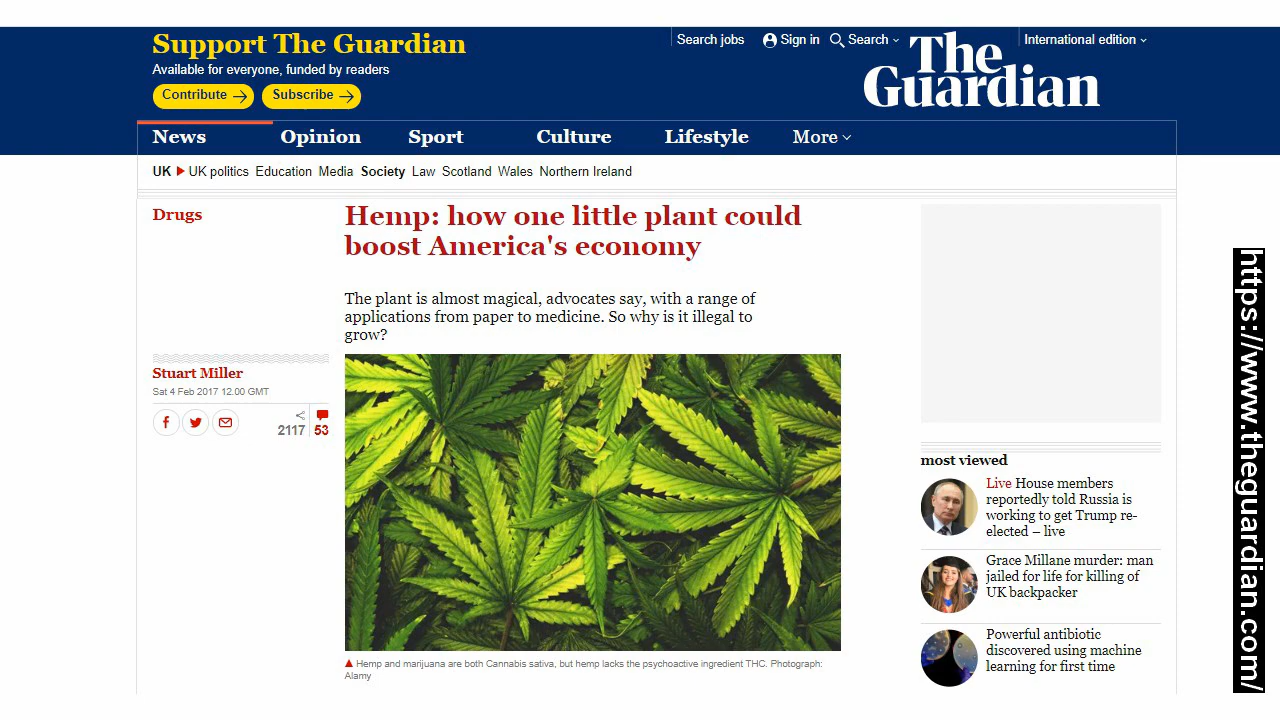 Support The Guardian
Available for everyone, funded by readers
Contribute →
Subscribe →
Search jobs
Sign in
Search
International edition
The
Guardian
News
Opinion
Sport
Culture
Lifestyle
More
UK
UK politics
Education
Media
Society
Law
Scotland
Wales
Northern Ireland
Drugs
Hemp: how one little plant could
boost America's economy
The plant is almost magical, advocates say, with a range of
applications from paper to medicine. So why is it illegal to
grow?
Stuart Miller
Sat 4 Feb 2017 12.00 GMT
2117
53
Hemp and marijuana are both Cannabis sativa, but hemp lacks the psychoactive ingredient THC. Photograph:
Alamy
most viewed
Live House members
reportedly told Russia is
working to get Trump re-
elected – live
Grace Millane murder: man
jailed for life for killing of
UK backpacker
Powerful antibiotic
discovered using machine
learning for first time
https://www.theguardian.com/